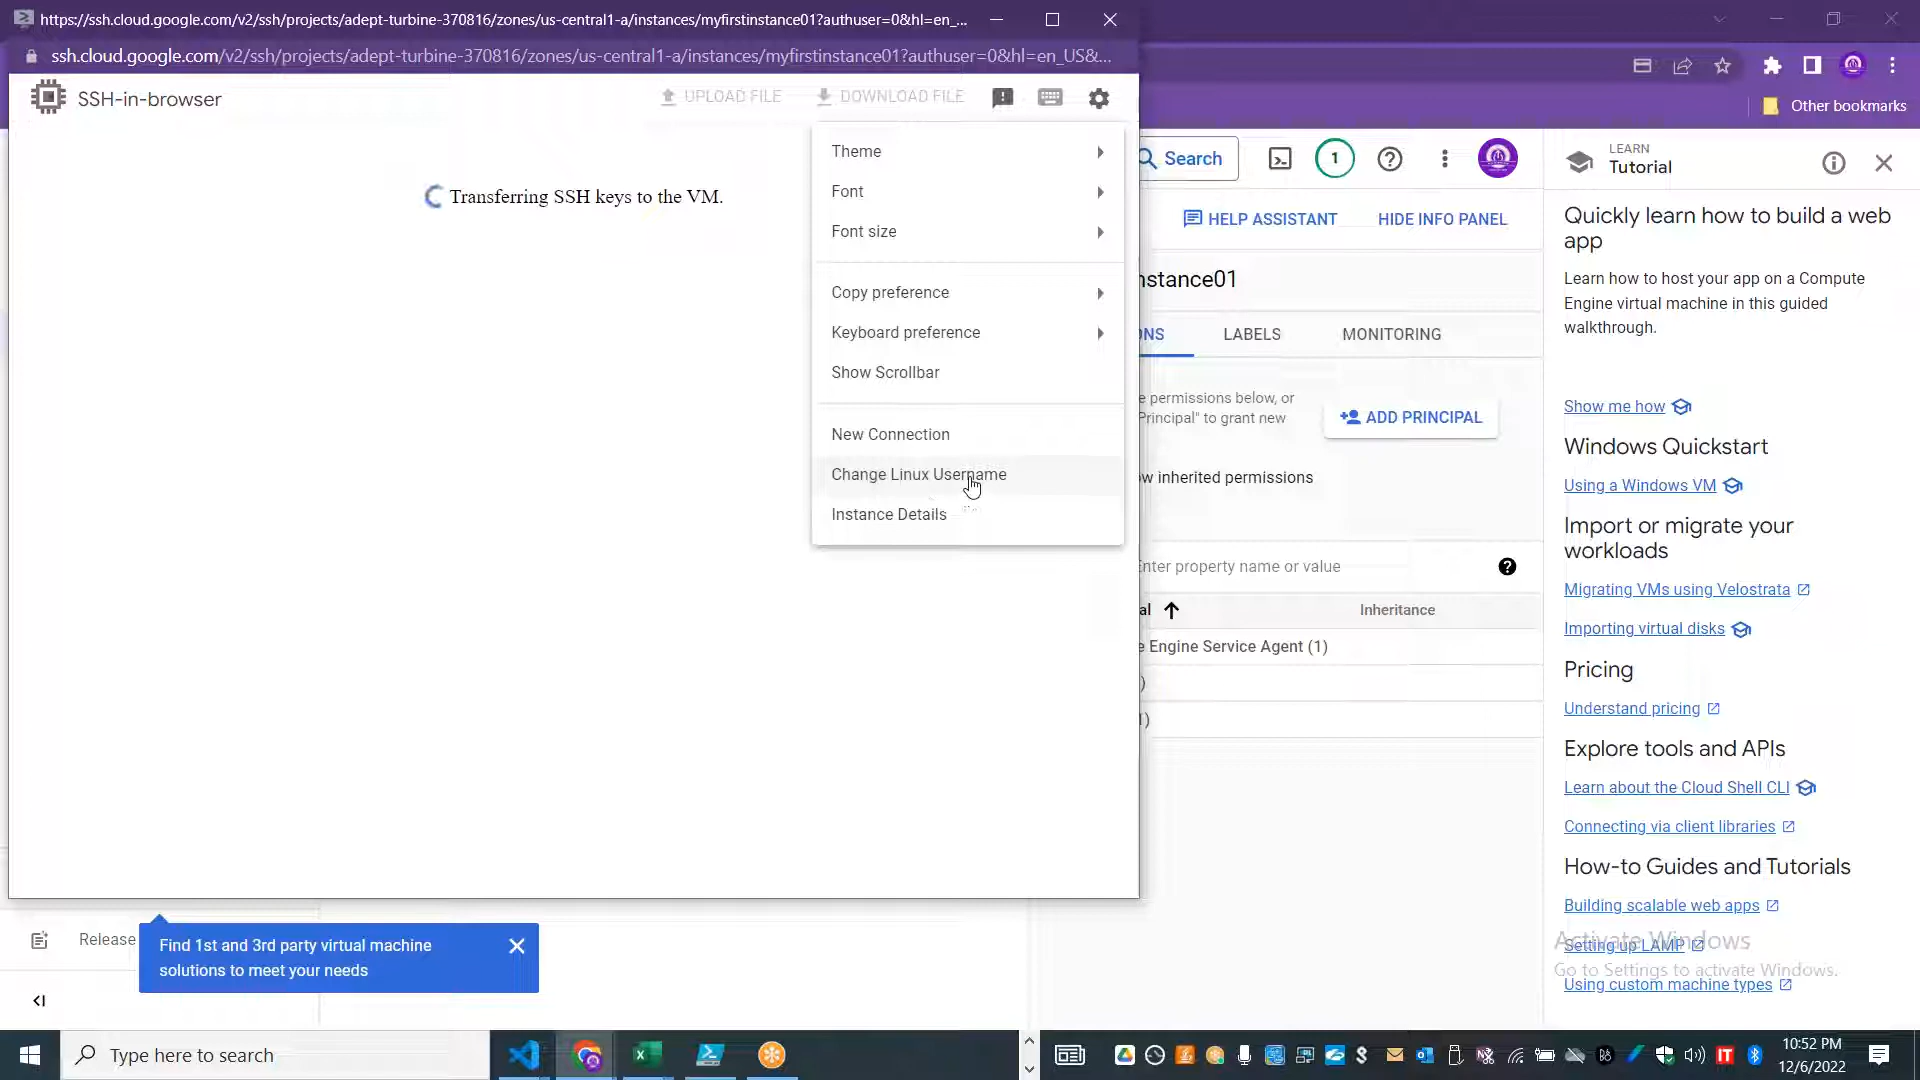 https://ssh.cloud.google.com/v2/ssh/projects/adept-turbine-370816/zones/us-central1-a/instances/myfirstinstance01?authuser=0&hl=en_...
ssh.cloud.google.com/v2/ssh/projects/adept-turbine-370816/zones/us-central1-a/instances/myfirstinstance01?authuser=0&hl=en_US&...
Other bookmarks
SSH-in-browser
UPLOAD FILE
DOWNLOAD FILE
Transferring SSH keys to the VM.
Theme
Font
Font size
Copy preference
Keyboard preference
Show Scrollbar
New Connection
Change Linux Username
Instance Details
Search
1
HELP ASSISTANT
HIDE INFO PANEL
nstance01
ONS
LABELS
MONITORING
e permissions below, or
Principal" to grant new
ADD PRINCIPAL
ow inherited permissions
Enter property name or value
al
Inheritance
e Engine Service Agent (1)
)
1)
LEARN
Tutorial
Quickly learn how to build a web
app
Learn how to host your app on a Compute
Engine virtual machine in this guided
walkthrough.
Show me how
Windows Quickstart
Using a Windows VM
Import or migrate your
workloads
Migrating VMs using Velostrata
Importing virtual disks
Pricing
Understand pricing
Explore tools and APIs
Learn about the Cloud Shell CLI
Connecting via client libraries
How-to Guides and Tutorials
Building scalable web apps
Setting up LAMP
Using custom machine types
Activate Windows
Go to Settings to activate Windows.
Release
Find 1st and 3rd party virtual machine
solutions to meet your needs
Type here to search
IT
10:52 PM
12/6/2022